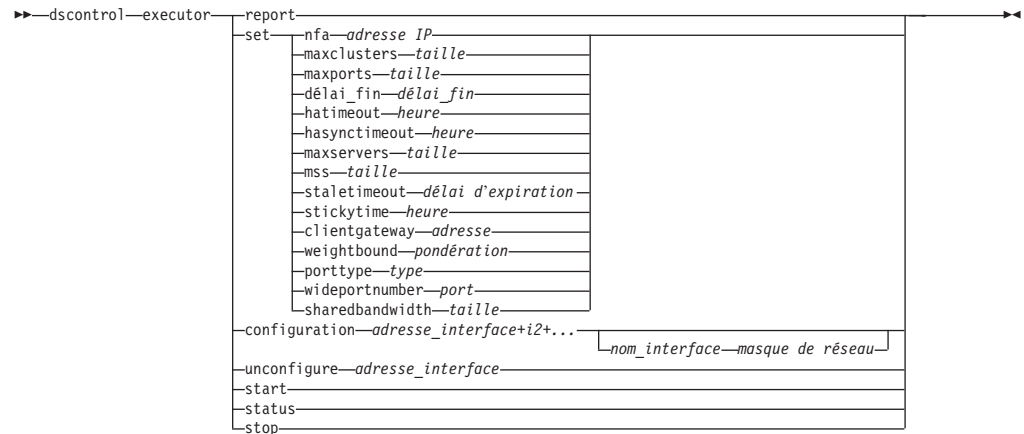 dscontrol executor report
set nfa adresse IP
maxclusters taille
maxports taille
délai_fin délai_fin
hatimeout heure
hasynctimeout heure
maxservers taille
mss taille
staletimeout délai d'expiration
stickytime heure
clientgateway adresse
weightbound pondération
porttype type
wideportnumber port
sharedbandwidth taille
configuration adresse_interface+i2+...
nom_interface masque de réseau
unconfigure adresse_interface
start
status
stop